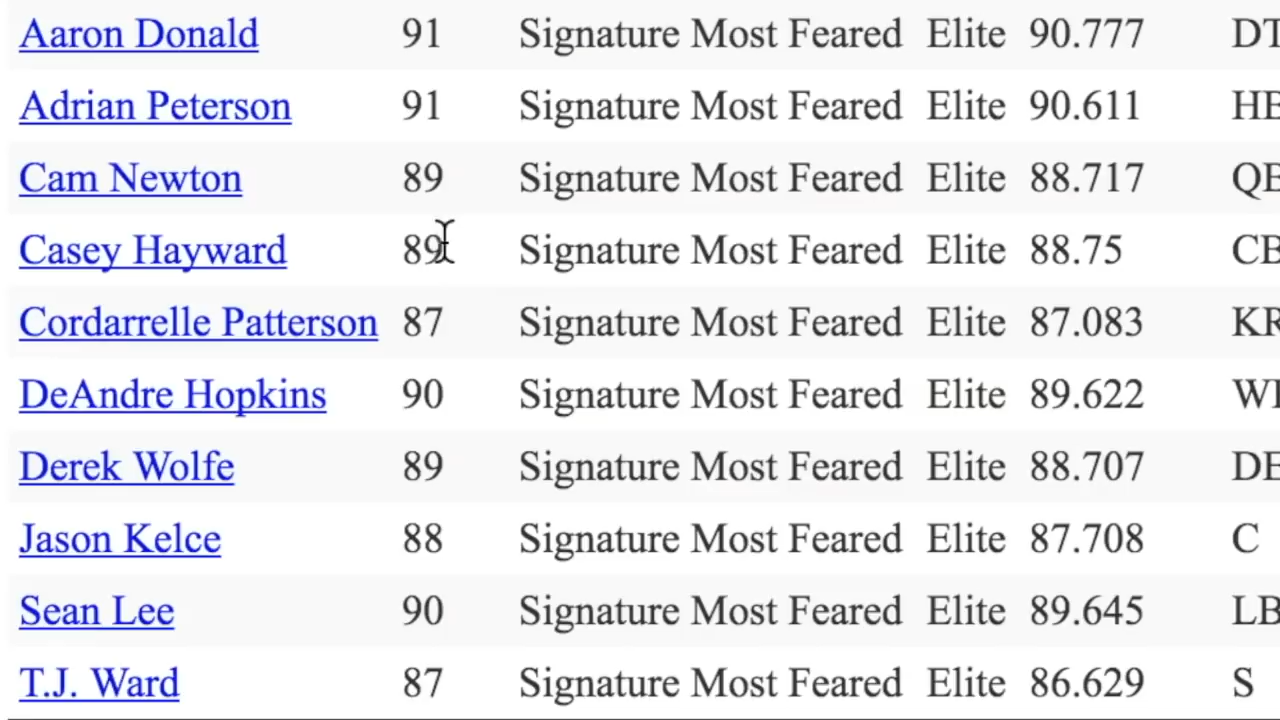 Aaron Donald 91 Signature Most Feared Elite 90.777 DT
Adrian Peterson 91 Signature Most Feared Elite 90.611 HB
Cam Newton 89 Signature Most Feared Elite 88.717 QB
Casey Hayward 89 Signature Most Feared Elite 88.75 CB
Cordarrelle Patterson 87 Signature Most Feared Elite 87.083 KR
DeAndre Hopkins 90 Signature Most Feared Elite 89.622 WR
Derek Wolfe 89 Signature Most Feared Elite 88.707 DE
Jason Kelce 88 Signature Most Feared Elite 87.708 C
Sean Lee 90 Signature Most Feared Elite 89.645 LB
T.J. Ward 87 Signature Most Feared Elite 86.629 S